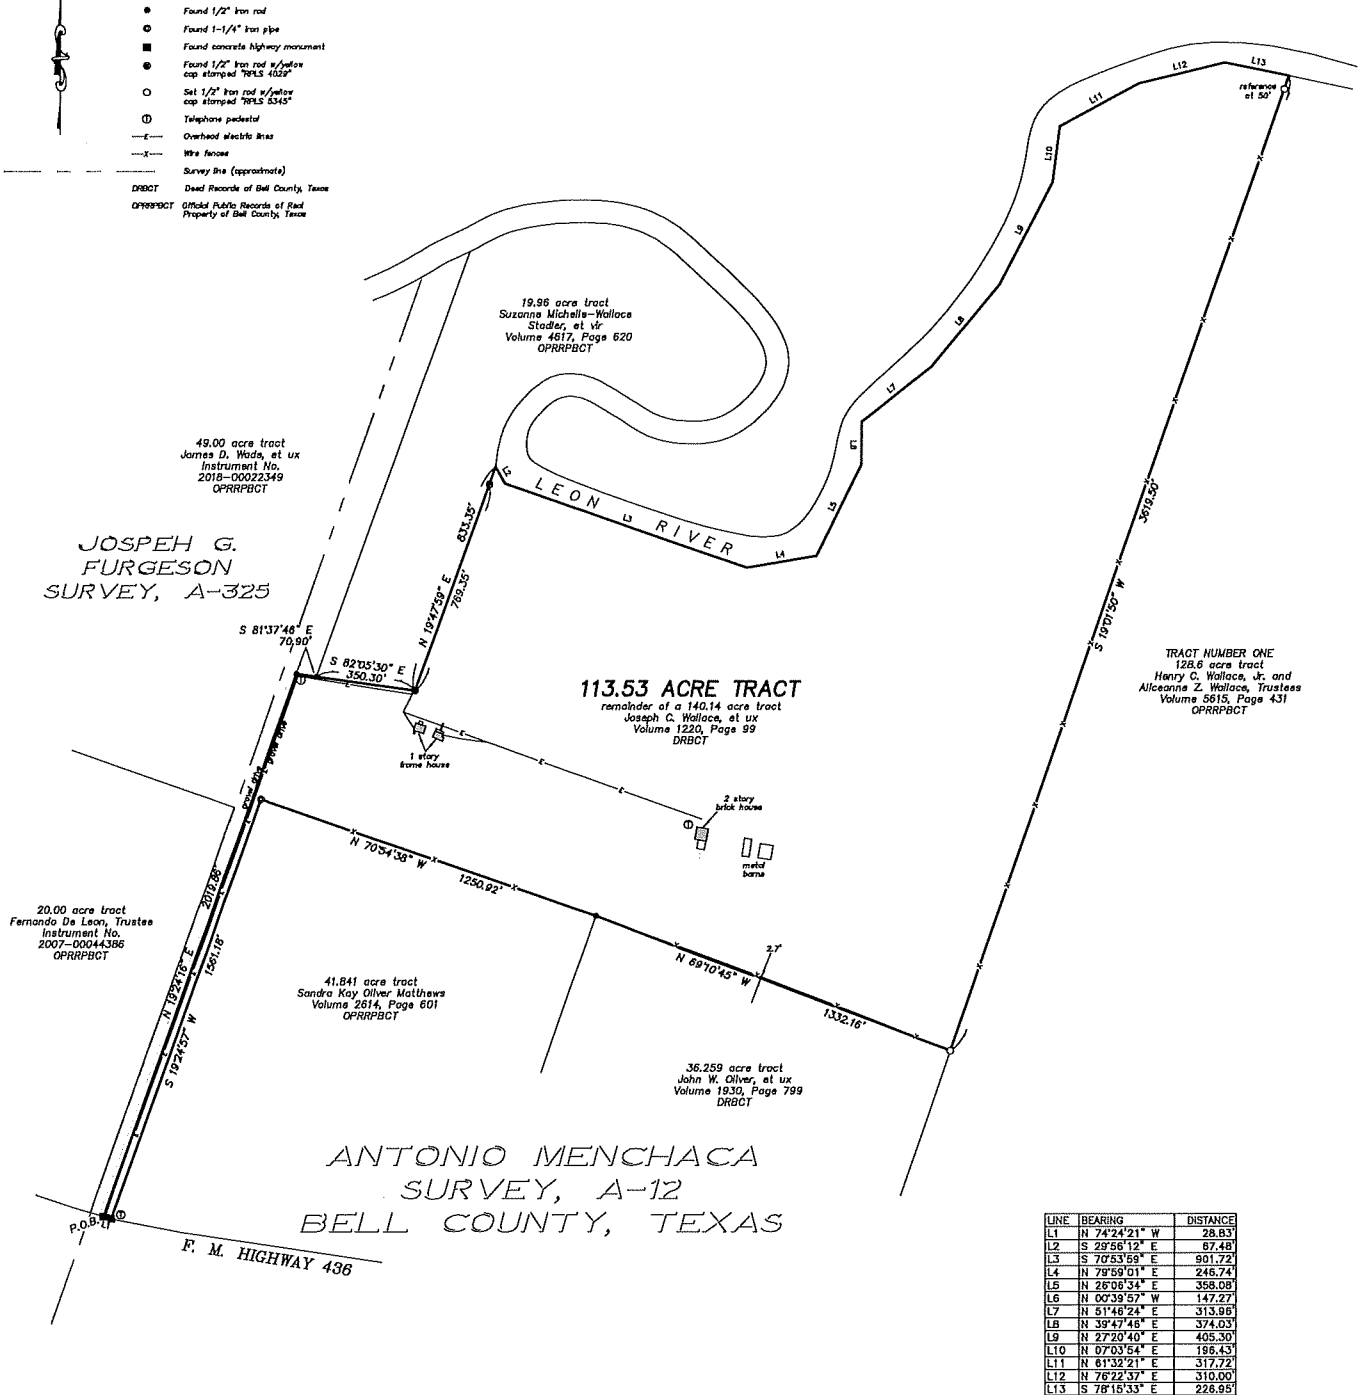 Found 1/2" iron rod
Found 1-1/4" iron pipe
Found concrete highway monument
Found 1/2" iron rod w/yellow
cap stamped "RPLS 4029"
Set 1/2" iron rod w/yellow
cap stamped "RPLS 5345"
Telephone pedestal
E Overhead electric lines
X Wire fences
Survey line (approximate)
DRBCT Deed Records of Bell County, Texas
OPRRPBCT Official Public Records of Real
Property of Bell County, Texas
L13
L12
reference
at 50'
L11
L10
L9
L8
L7
L6
L5
L4
L3
L2
19.96 acre tract
Suzanne Michelle-Wallace
Stadler, et vir
Volume 4617, Page 620
OPRRPBCT
49.00 acre tract
James D. Wade, et ux
Instrument No.
2018-00022349
OPRRPBCT
LEON RIVER
JOSPEH G.
FURGESON
SURVEY, A-325
833.35'
N 19°47'59" E
769.35'
3619.50'
S 19°01'50" W
S 81°37'46" E
70.90'
S 82°05'30" E
350.30'
113.53 ACRE TRACT
remainder of a 140.14 acre tract
Joseph C. Wallace, et ux
Volume 1220, Page 99
DRBCT
TRACT NUMBER ONE
128.6 acre tract
Henry C. Wallace, Jr. and
Aliceanne Z. Wallace, Trustees
Volume 5615, Page 431
OPRRPBCT
gravel drive
gravel drive
1 story
frame house
2 story
brick house
metal
barns
N 70°54'38" W
1250.92'
20.00 acre tract
Fernando De Leon, Trustee
Instrument No.
2007-00044386
OPRRPBCT
2019.86'
N 19°24'16" E
1561.18'
S 19°24'57" W
41.841 acre tract
Sandra Kay Oliver Matthews
Volume 2614, Page 601
OPRRPBCT
2.7'
N 69°10'45" W
1332.16'
36.259 acre tract
John W. Oliver, et ux
Volume 1930, Page 799
DRBCT
ANTONIO MENCHACA
SURVEY, A-12
BELL COUNTY, TEXAS
P.O.B.
L1
F. M. HIGHWAY 436
LINE BEARING DISTANCE
L1 N 74°24'21" W 28.83'
L2 S 29°56'12" E 67.48'
L3 S 70°53'59" E 901.72'
L4 N 79°59'01" E 246.74'
L5 N 26°06'34" E 358.08'
L6 N 00°39'57" W 147.27'
L7 N 51°46'24" E 313.96'
L8 N 39°47'46" E 374.03'
L9 N 27°20'40" E 405.30'
L10 N 07°03'54" E 196.43'
L11 N 61°32'21" E 317.72'
L12 N 76°22'37" E 310.00'
L13 S 78°15'33" E 226.95'